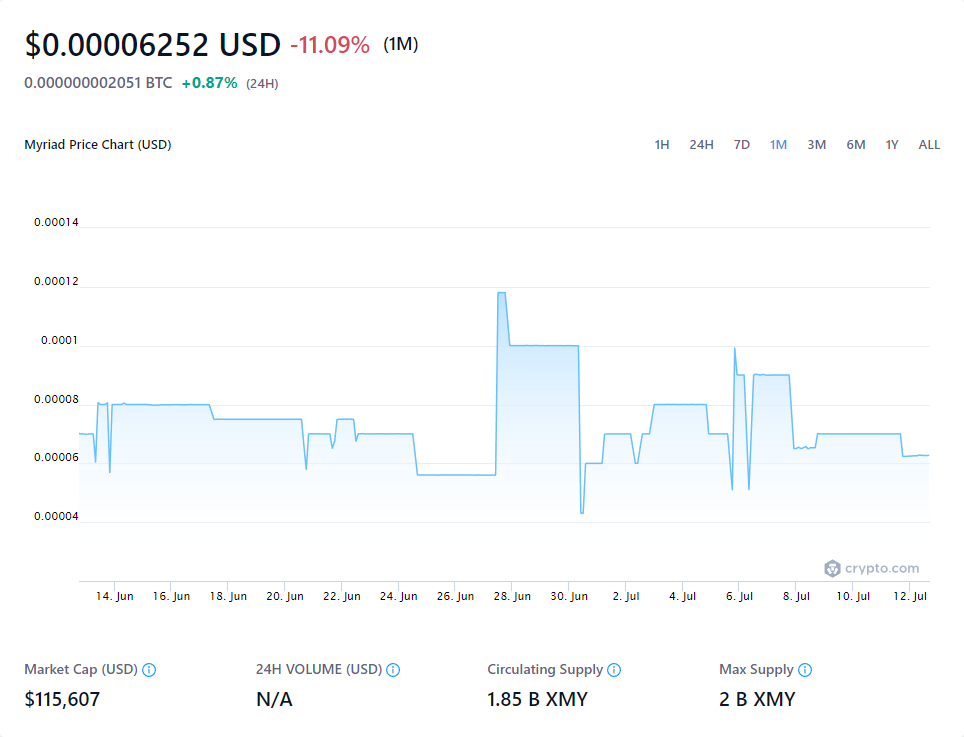 $0.00006252 USD -11.09% (1M)
0.000000002051 BTC +0.87% (24H)
Myriad Price Chart (USD) 1H 24H 7D 1M 3M 6M 1Y ALL
0.00014
0.00012
0.0001
0.00008
0.00006
0.00004
crypto.com
14. Jun 16. Jun 18. Jun 20. Jun 22. Jun 24. Jun 26. Jun 28. Jun 30. Jun 2. Jul 4. Jul 6. Jul 8. Jul 10. Jul 12. Jul
Market Cap (USD) 24H VOLUME (USD) Circulating Supply Max Supply
$115,607 N/A 1.85 B XMY 2 B XMY